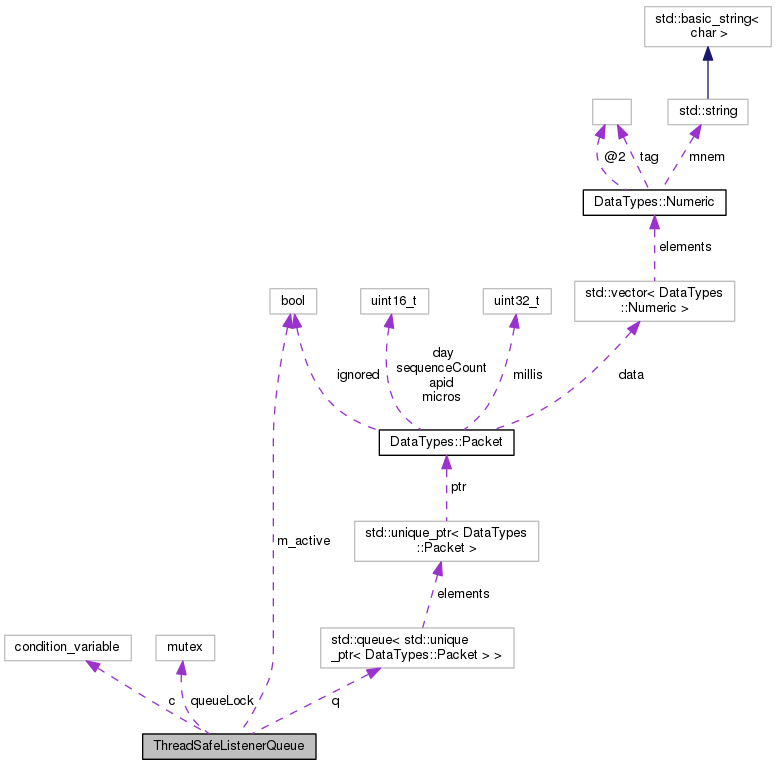 std::basic_string<
char >
std::string
@2
tag
mnem
DataTypes::Numeric
elements
bool
uint16_t
uint32_t
std::vector< DataTypes
::Numeric >
ignored
day
sequenceCount
apid
micros
millis
data
DataTypes::Packet
ptr
m_active
std::unique_ptr< DataTypes
::Packet >
elements
condition_variable
mutex
std::queue< std::unique
_ptr< DataTypes::Packet > >
c
queueLock
q
ThreadSafeListenerQueue